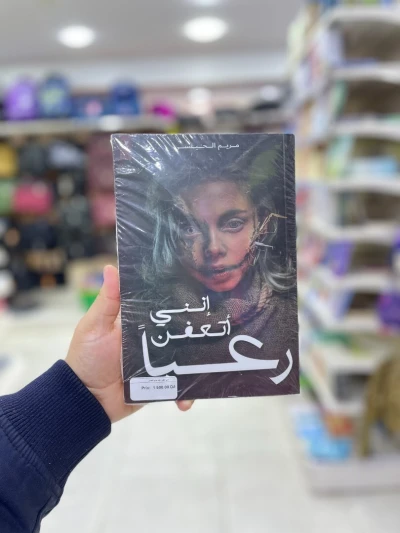 مريم الحيسي
إنني
أتعفن
رعباً